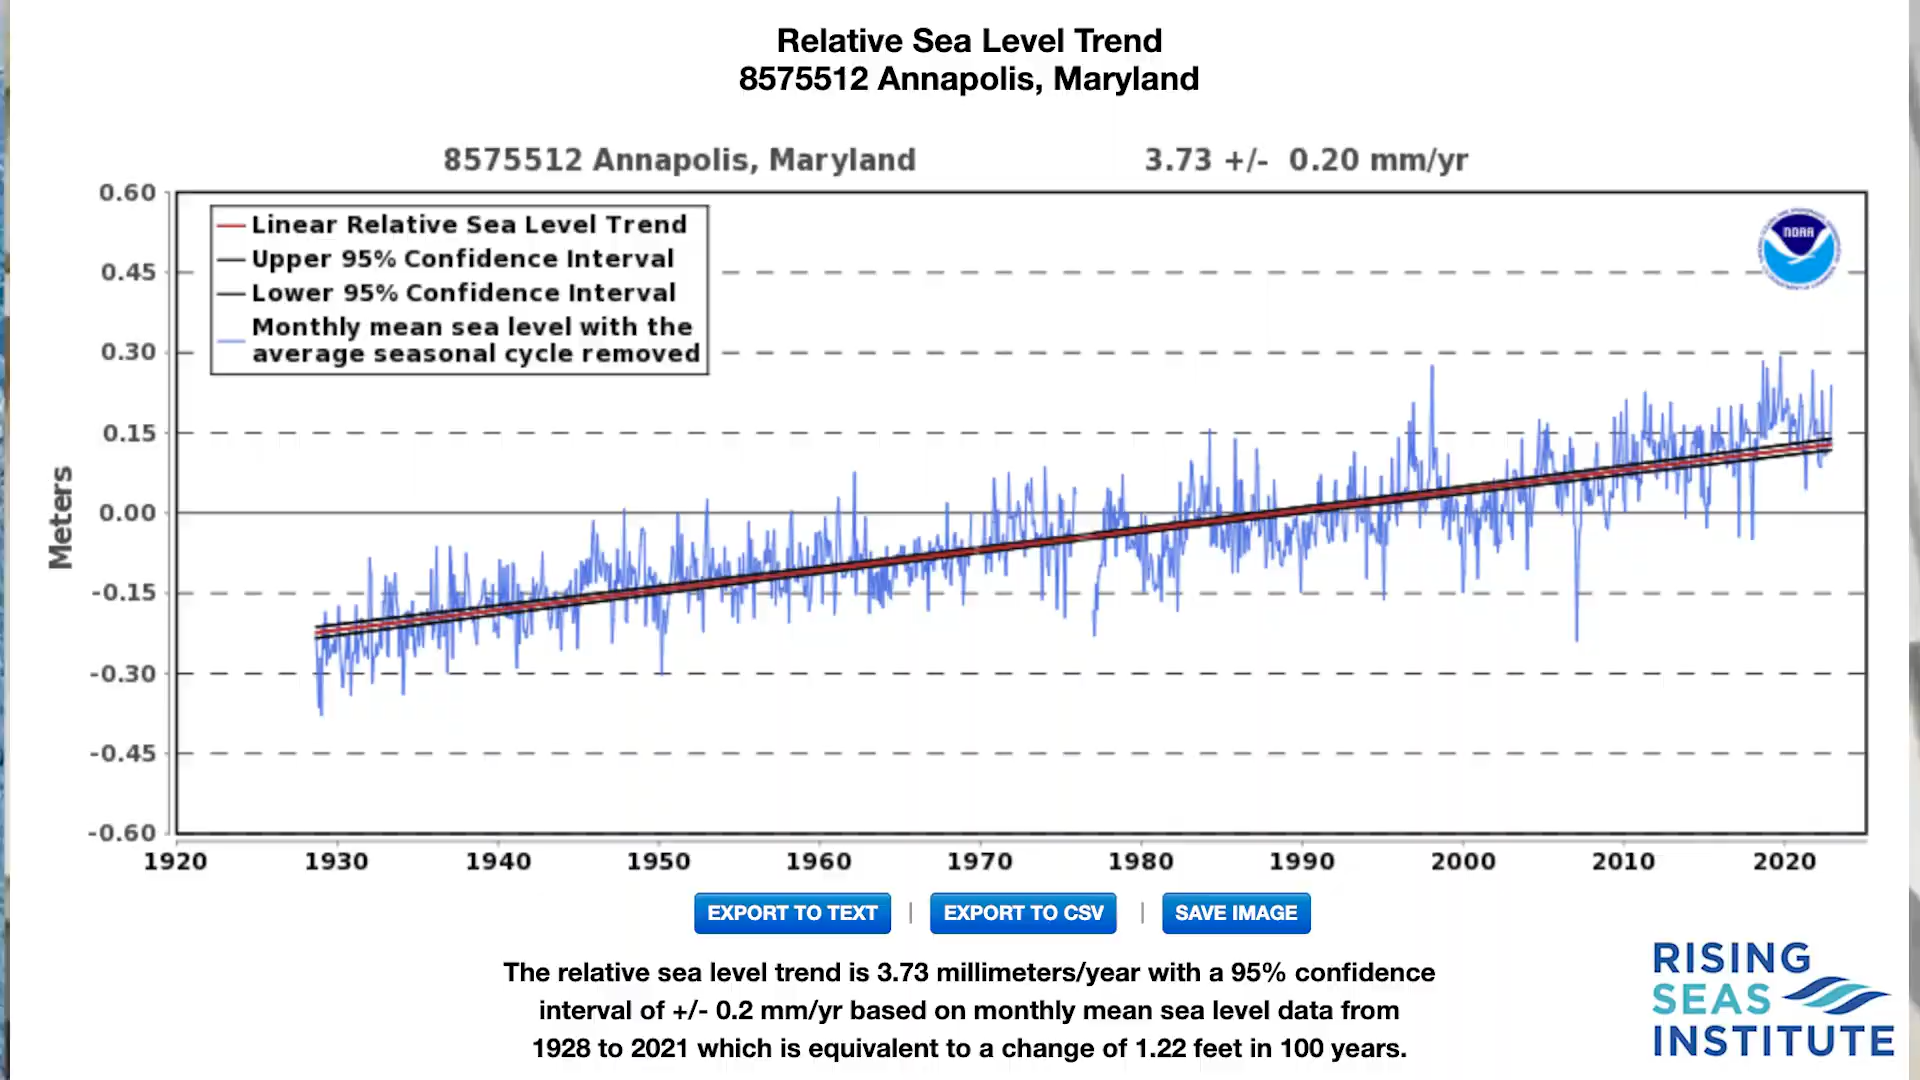 Relative Sea Level Trend
8575512 Annapolis, Maryland
8575512 Annapolis, Maryland 3.73 +/- 0.20 mm/yr
Linear Relative Sea Level Trend
Upper 95% Confidence Interval
Lower 95% Confidence Interval
Monthly mean sea level with the
average seasonal cycle removed
NOAA
0.60
0.45
0.30
0.15
0.00
-0.15
-0.30
-0.45
-0.60
Meters
1920 1930 1940 1950 1960 1970 1980 1990 2000 2010 2020
EXPORT TO TEXT | EXPORT TO CSV | SAVE IMAGE
The relative sea level trend is 3.73 millimeters/year with a 95% confidence
interval of +/- 0.2 mm/yr based on monthly mean sea level data from
1928 to 2021 which is equivalent to a change of 1.22 feet in 100 years.
RISING
SEAS
INSTITUTE